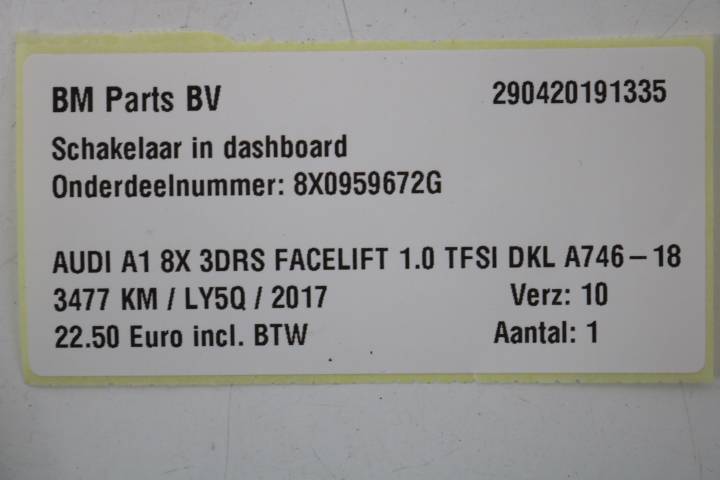 BM Parts BV 290420191335
Schakelaar in dashboard
Onderdeelnummer: 8X0959672G
AUDI A1 8X 3DRS FACELIFT 1.0 TFSI DKL A746-18
3477 KM / LY5Q / 2017 Verz: 10
22.50 Euro incl. BTW Aantal: 1